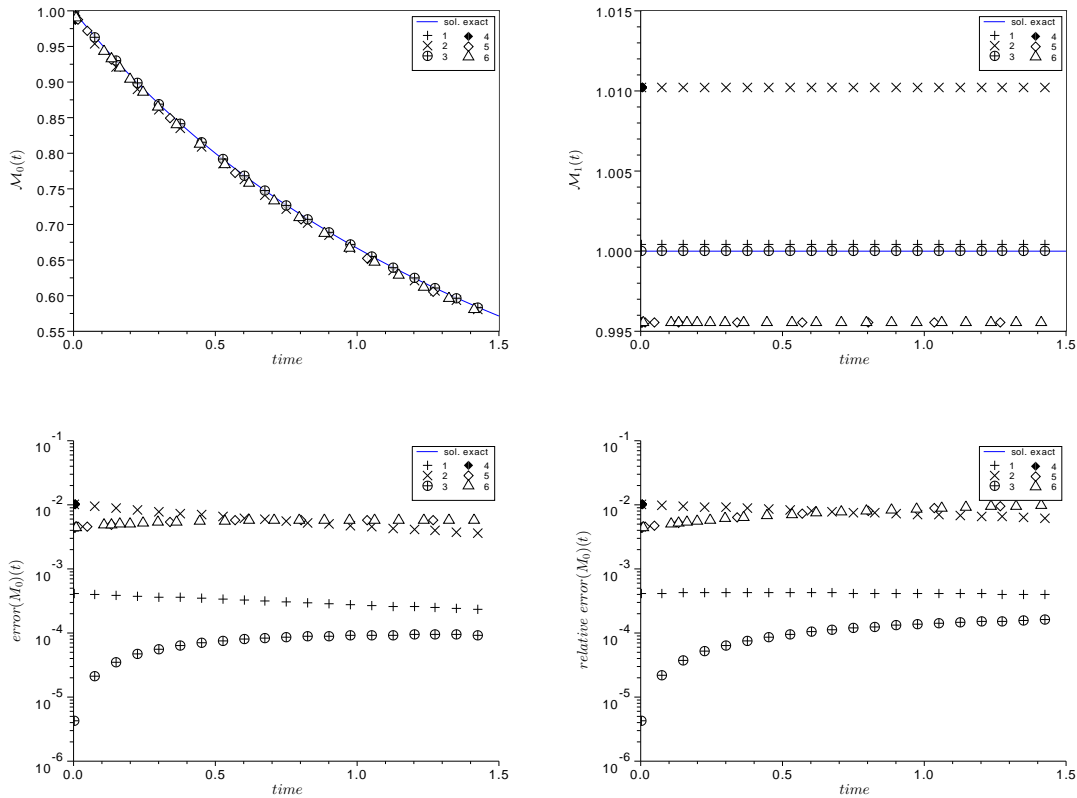 1.00
0.95
0.90
0.85
0.80
0.75
0.70
0.65
0.60
0.55
0.0 0.5 1.0 1.5
M₀(t)
time
sol. exact
1 4
2 5
3 6
1.015
1.010
1.005
1.000
0.995
0.0 0.5 1.0 1.5
M₁(t)
time
sol. exact
1 4
2 5
3 6
10⁻¹
10⁻²
10⁻³
10⁻⁴
10⁻⁵
10⁻⁶
0.0 0.5 1.0 1.5
error(M₀)(t)
time
sol. exact
1 4
2 5
3 6
10⁻¹
10⁻²
10⁻³
10⁻⁴
10⁻⁵
10⁻⁶
0.0 0.5 1.0 1.5
relative error(M₀)(t)
time
sol. exact
1 4
2 5
3 6